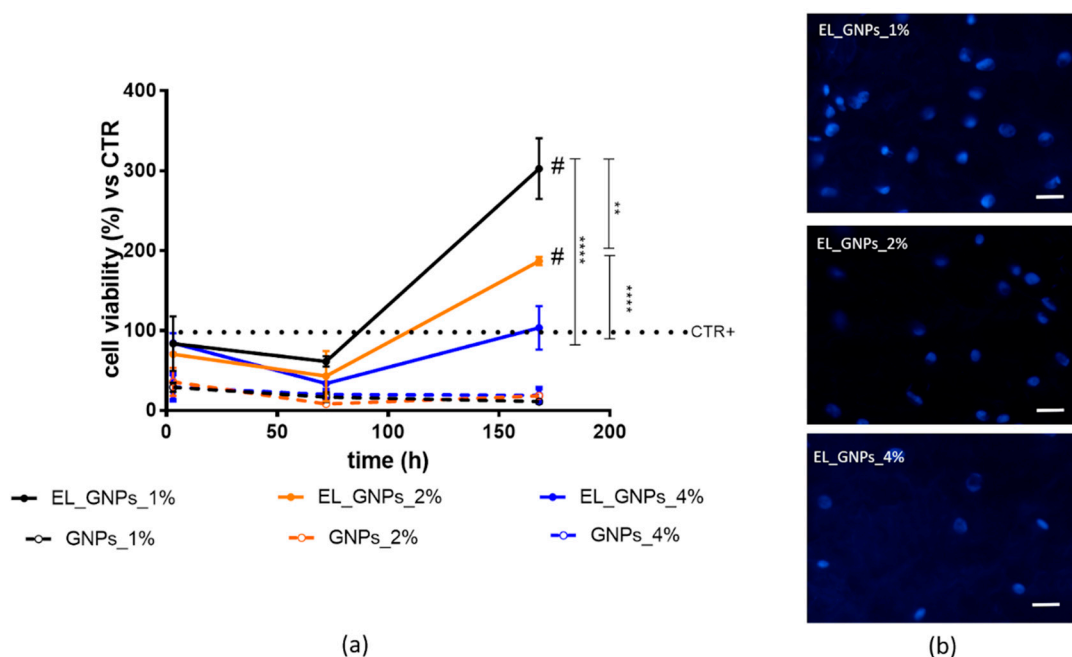 400
300
200
100
0
cell viability (%) vs CTR
0
50
100
150
200
time (h)
#
#
****
**
****
CTR+
EL_GNPs_1%
EL_GNPs_2%
EL_GNPs_4%
GNPs_1%
GNPs_2%
GNPs_4%
(a)
EL_GNPs_1%
EL_GNPs_2%
EL_GNPs_4%
(b)